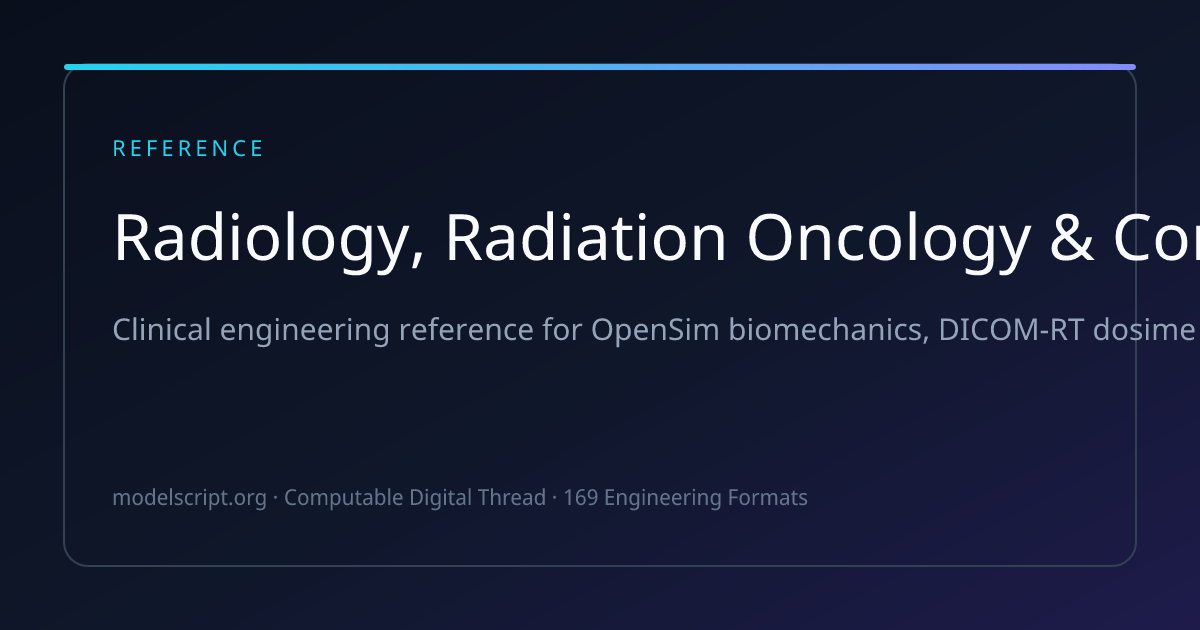 REFERENCE
Radiology, Radiation Oncology & Co
Clinical engineering reference for OpenSim biomechanics, DICOM-RT dosime
modelscript.org · Computable Digital Thread · 169 Engineering Formats